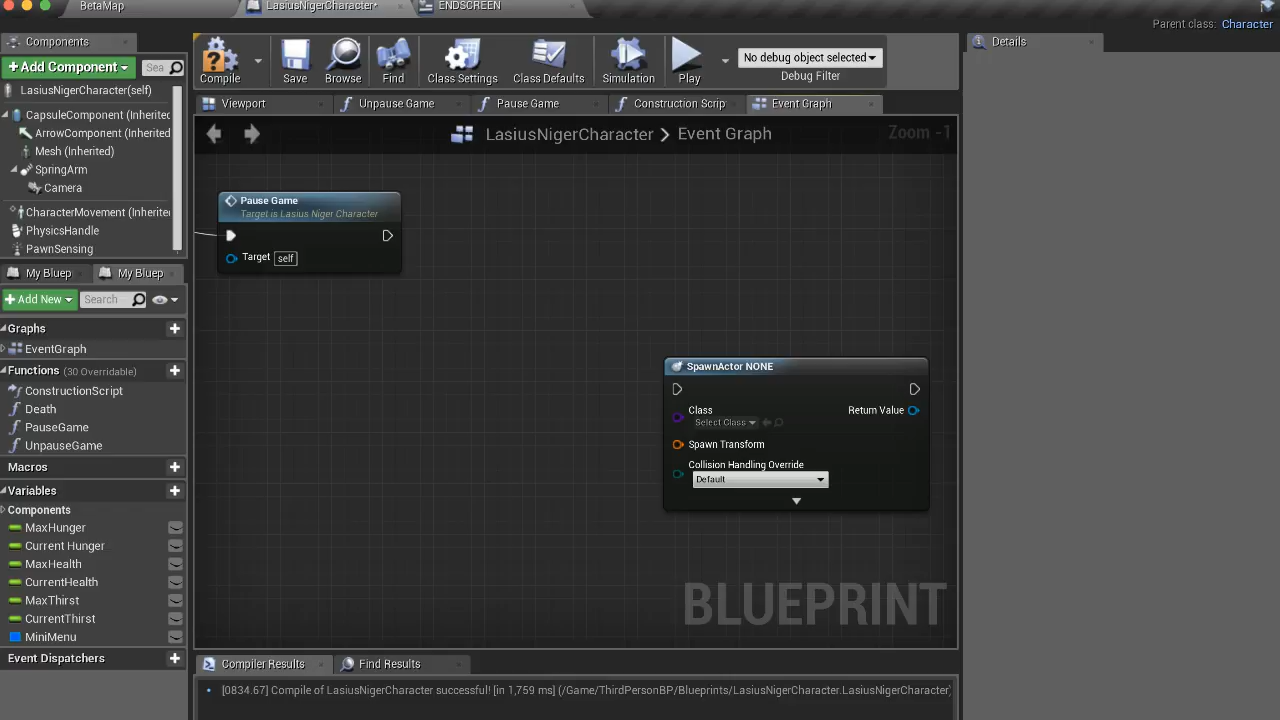 BetaMap
LasiusNigerCharacter*
ENDSCREEN
Parent class: Character
Components
Details
+ Add Component
Sea
Compile
Save
Browse
Find
Class Settings
Class Defaults
Simulation
Play
No debug object selected
Debug Filter
LasiusNigerCharacter(self)
CapsuleComponent (Inherited
ArrowComponent (Inherited)
Mesh (Inherited)
SpringArm
Camera
CharacterMovement (Inherite
PhysicsHandle
PawnSensing
Viewport
Unpause Game
Pause Game
Construction Scrip
Event Graph
LasiusNigerCharacter > Event Graph
Zoom -1
Pause Game
Target is Lasius Niger Character
Target self
My Bluep
My Bluep
+ Add New
Search
Graphs
EventGraph
Functions (30 Overridable)
ConstructionScript
Death
PauseGame
UnpauseGame
Macros
Variables
Components
MaxHunger
Current Hunger
MaxHealth
CurrentHealth
MaxThirst
CurrentThirst
MiniMenu
Event Dispatchers
SpawnActor NONE
Class
Select Class
Return Value
Spawn Transform
Collision Handling Override
Default
BLUEPRINT
Compiler Results
Find Results
[0834.67] Compile of LasiusNigerCharacter successful! [in 1,759 ms] (/Game/ThirdPersonBP/Blueprints/LasiusNigerCharacter.LasiusNigerCharacter)